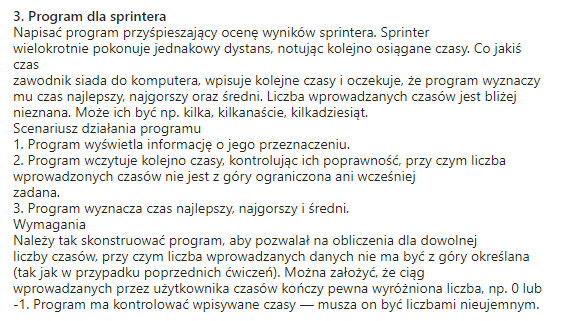 3. Program dla sprintera
Napisać program przyśpieszający ocenę wyników sprintera. Sprinter
wielokrotnie pokonuje jednakowy dystans, notując kolejno osiągane czasy. Co jakiś
czas
zawodnik siada do komputera, wpisuje kolejne czasy i oczekuje, że program wyznaczy
mu czas najlepszy, najgorszy oraz średni. Liczba wprowadzanych czasów jest bliżej
nieznana. Może ich być np. kilka, kilkanaście, kilkadziesiąt.
Scenariusz działania programu
1. Program wyświetla informację o jego przeznaczeniu.
2. Program wczytuje kolejno czasy, kontrolując ich poprawność, przy czym liczba
wprowadzonych czasów nie jest z góry ograniczona ani wcześniej
zadana.
3. Program wyznacza czas najlepszy, najgorszy i średni.
Wymagania
Należy tak skonstruować program, aby pozwalał na obliczenia dla dowolnej
liczby czasów, przy czym liczba wprowadzanych danych nie ma być z góry określana
(tak jak w przypadku poprzednich ćwiczeń). Można założyć, że ciąg
wprowadzanych przez użytkownika czasów kończy pewna wyróżniona liczba, np. 0 lub
-1. Program ma kontrolować wpisywane czasy — musza on być liczbami nieujemnym.